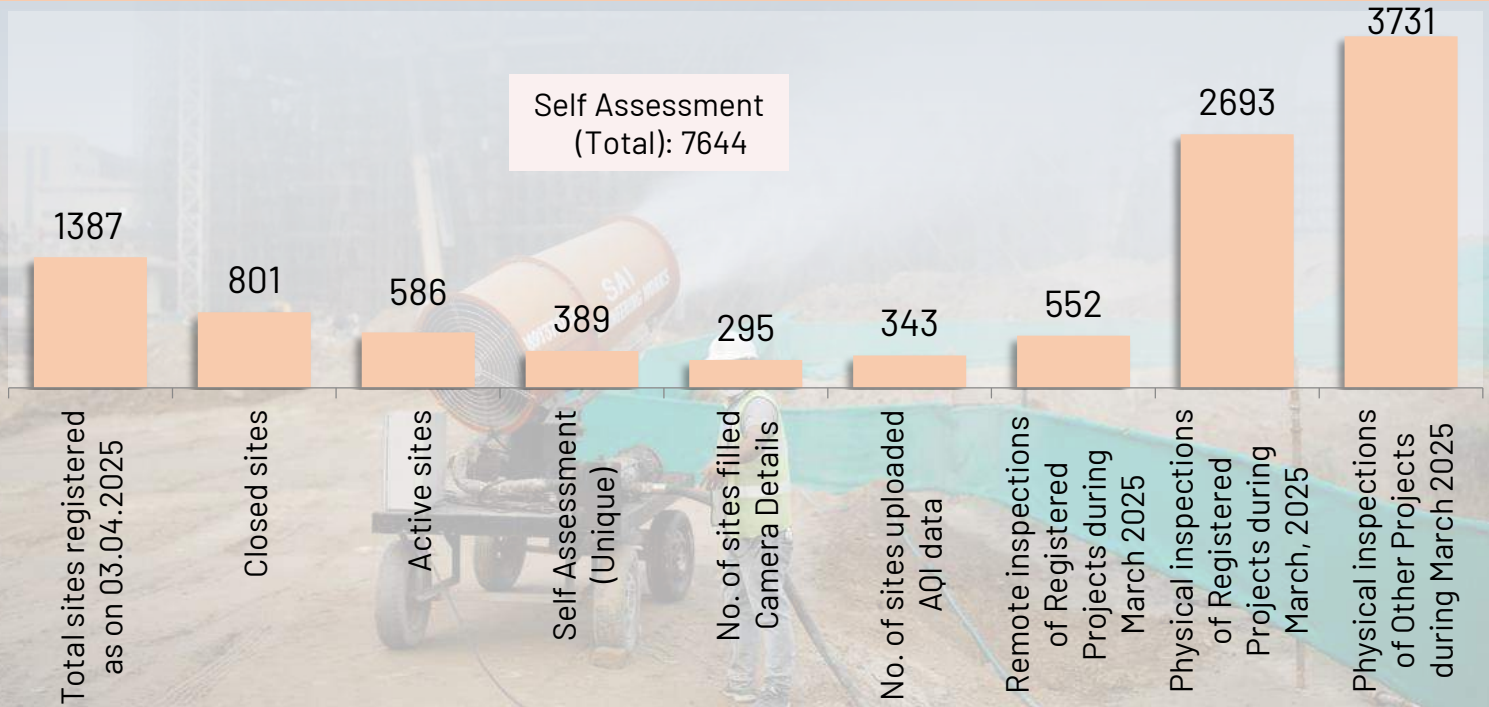 3731
2693
Self Assessment
(Total): 7644
1387
801
586
389
295
343
552
SAI
Total sites registered
as on 03.04.2025
Closed sites
Active sites
Self Assessment
(Unique)
No. of sites filled
Camera Details
No. of sites uploaded
AQI data
Remote inspections
of Registered
Projects during
March 2025
Physical inspections
of Registered
Projects during
March, 2025
Physical inspections
of Other Projects
during March 2025